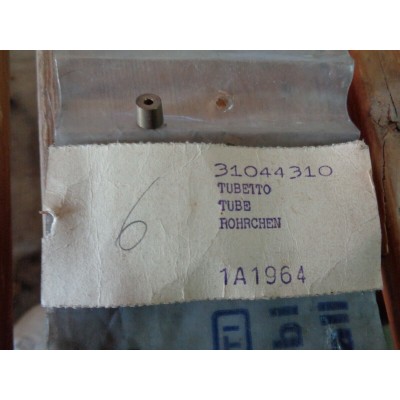 31044310
TUBETTO
TUBE
ROHRCHEN
6
1A1964